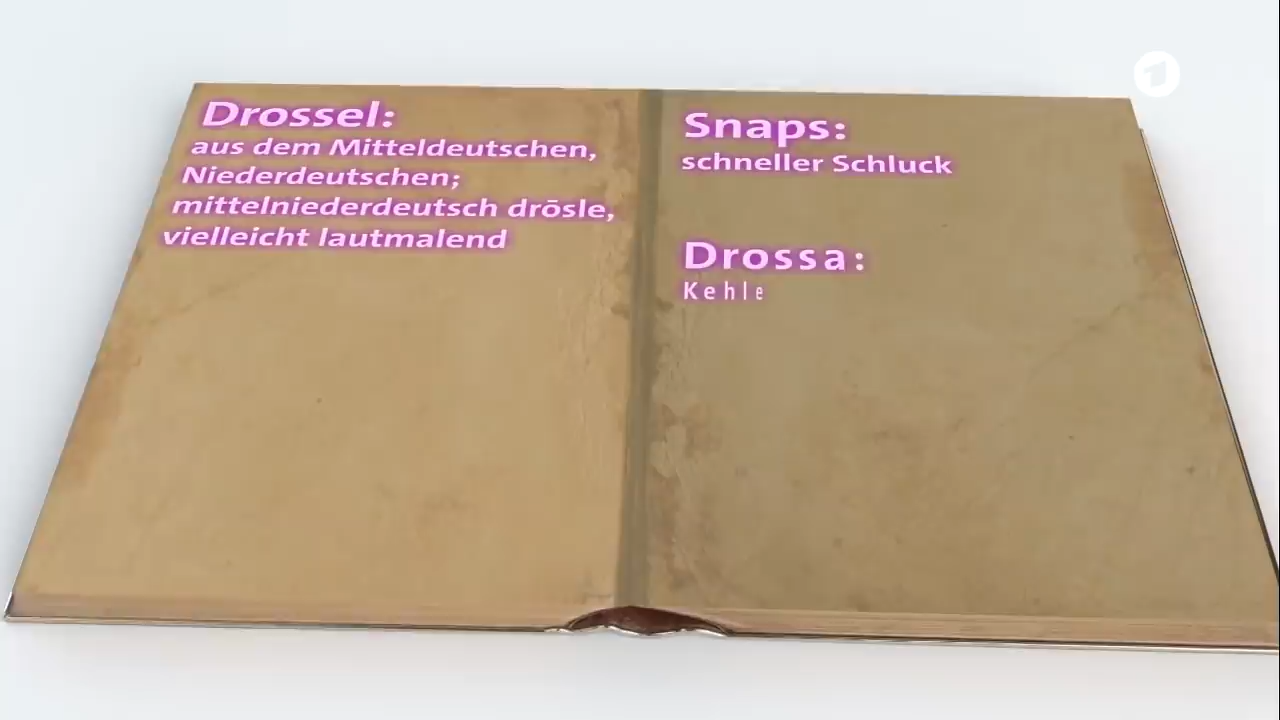 Drossel:
aus dem Mitteldeutschen,
Niederdeutschen;
mittelniederdeutsch drōsle,
vielleicht lautmalend
Snaps:
schneller Schluck
Drossa:
Kehle